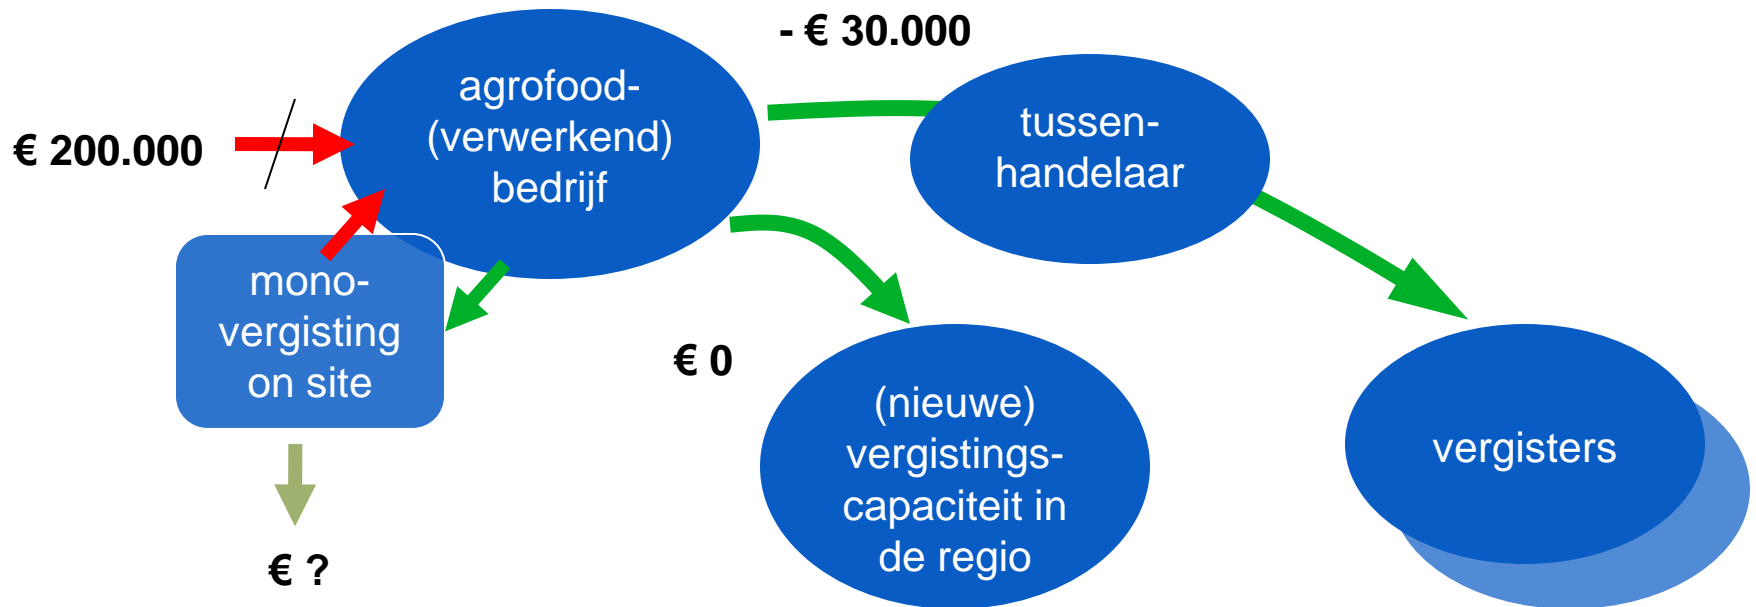 - € 30.000
agrofood-
(verwerkend)
bedrijf
tussen-
handelaar
€ 200.000
mono-
vergisting
on site
€ 0
(nieuwe)
vergistings-
capaciteit in
de regio
vergisters
€ ?